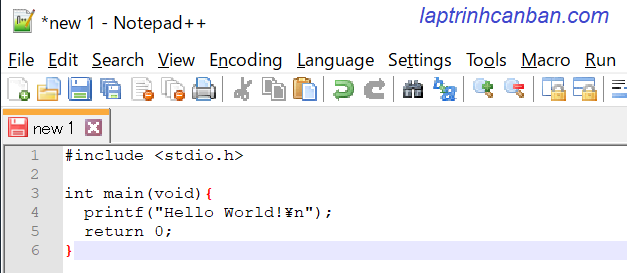 *new 1 - Notepad++
laptrinhcanban.com
File Edit Search View Encoding Language Settings Tools Macro Run
new 1
1 #include <stdio.h>
2
3 int main(void){
4 printf("Hello World!¥n");
5 return 0;
6 }